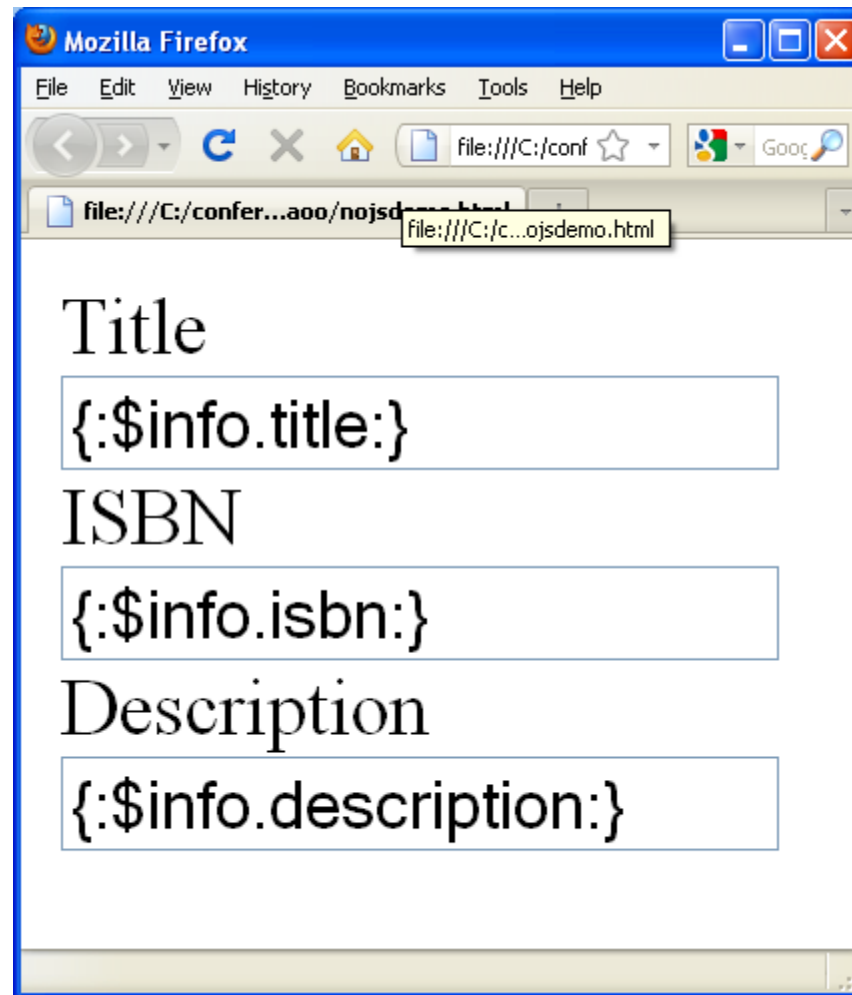 Mozilla Firefox
File Edit View History Bookmarks Tools Help
file:///C:/conf Goog
file:///C:/confer...aoo/nojsdemo.html
file:///C:/c...ojsdemo.html
Title
{:$info.title:}
ISBN
{:$info.isbn:}
Description
{:$info.description:}